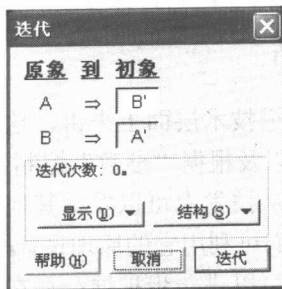 迭代
原象 到 初象
A ⇒ B'
B ⇒ A'
迭代次数: 0。
显示(D) 结构(S)
帮助(H) 取消 迭代